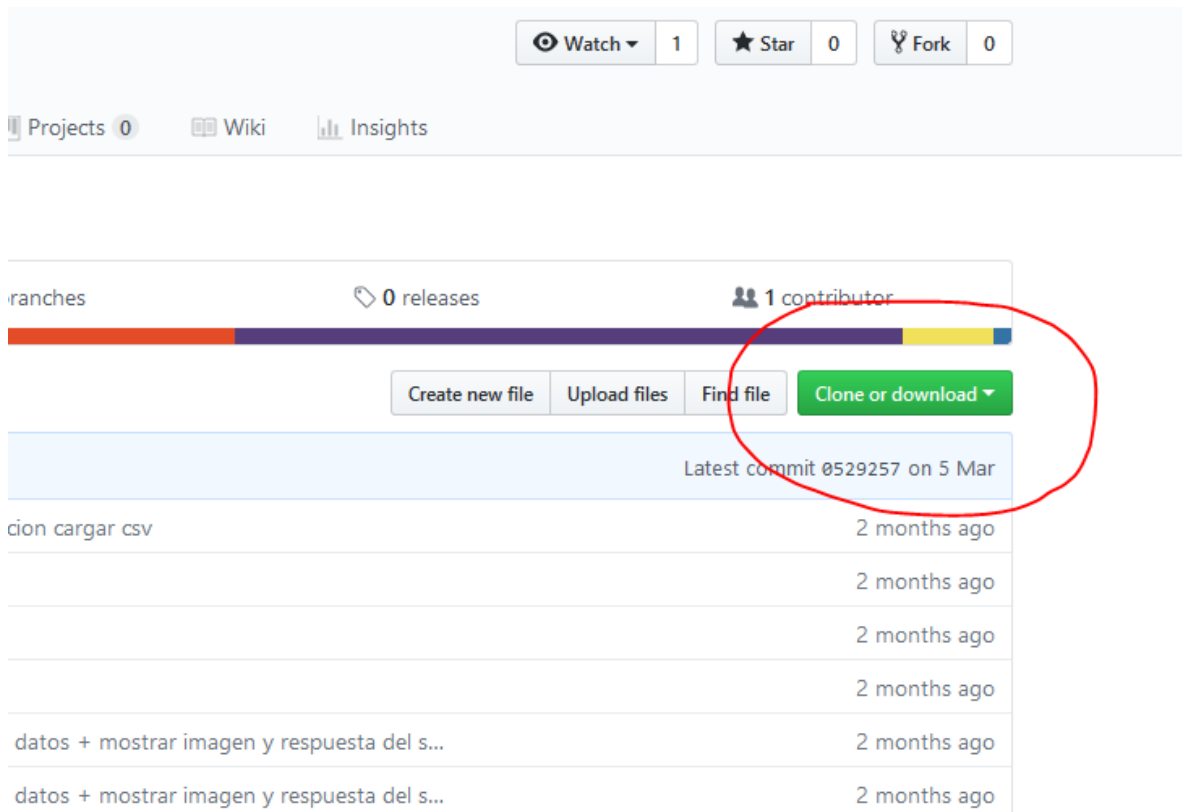 Watch 1 Star 0 Fork 0
Projects 0 Wiki Insights
ranches 0 releases 1 contributor
Create new file Upload files Find file Clone or download
Latest commit 0529257 on 5 Mar
cion cargar csv 2 months ago
2 months ago
2 months ago
2 months ago
datos + mostrar imagen y respuesta del s... 2 months ago
datos + mostrar imagen y respuesta del s... 2 months ago